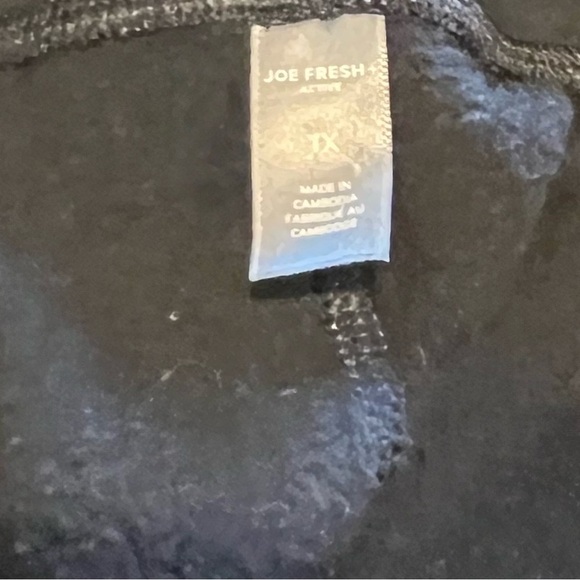 JOE FRESH+
ACTIVE
1X
MADE IN
CAMBODIA
FABRIQUÉ AU
CAMBODGE